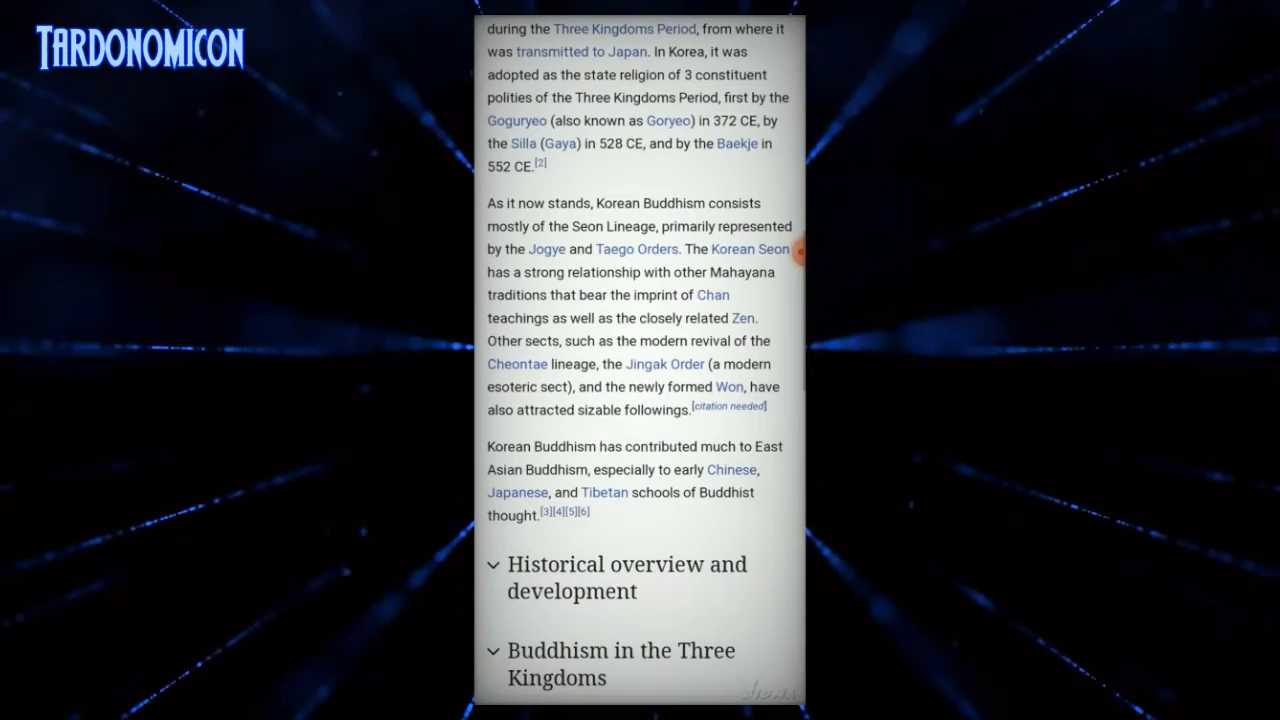 TARDONOMICON
during the Three Kingdoms Period, from where it
was transmitted to Japan. In Korea, it was
adopted as the state religion of 3 constituent
polities of the Three Kingdoms Period, first by the
Goguryeo (also known as Goryeo) in 372 CE, by
the Silla (Gaya) in 528 CE, and by the Baekje in
552 CE.[2]
As it now stands, Korean Buddhism consists
mostly of the Seon Lineage, primarily represented
by the Jogye and Taego Orders. The Korean Seon
has a strong relationship with other Mahayana
traditions that bear the imprint of Chan
teachings as well as the closely related Zen.
Other sects, such as the modern revival of the
Cheontae lineage, the Jingak Order (a modern
esoteric sect), and the newly formed Won, have
also attracted sizable followings.[citation needed]
Korean Buddhism has contributed much to East
Asian Buddhism, especially to early Chinese,
Japanese, and Tibetan schools of Buddhist
thought.[3][4][5][6]
Historical overview and
development
Buddhism in the Three
Kingdoms